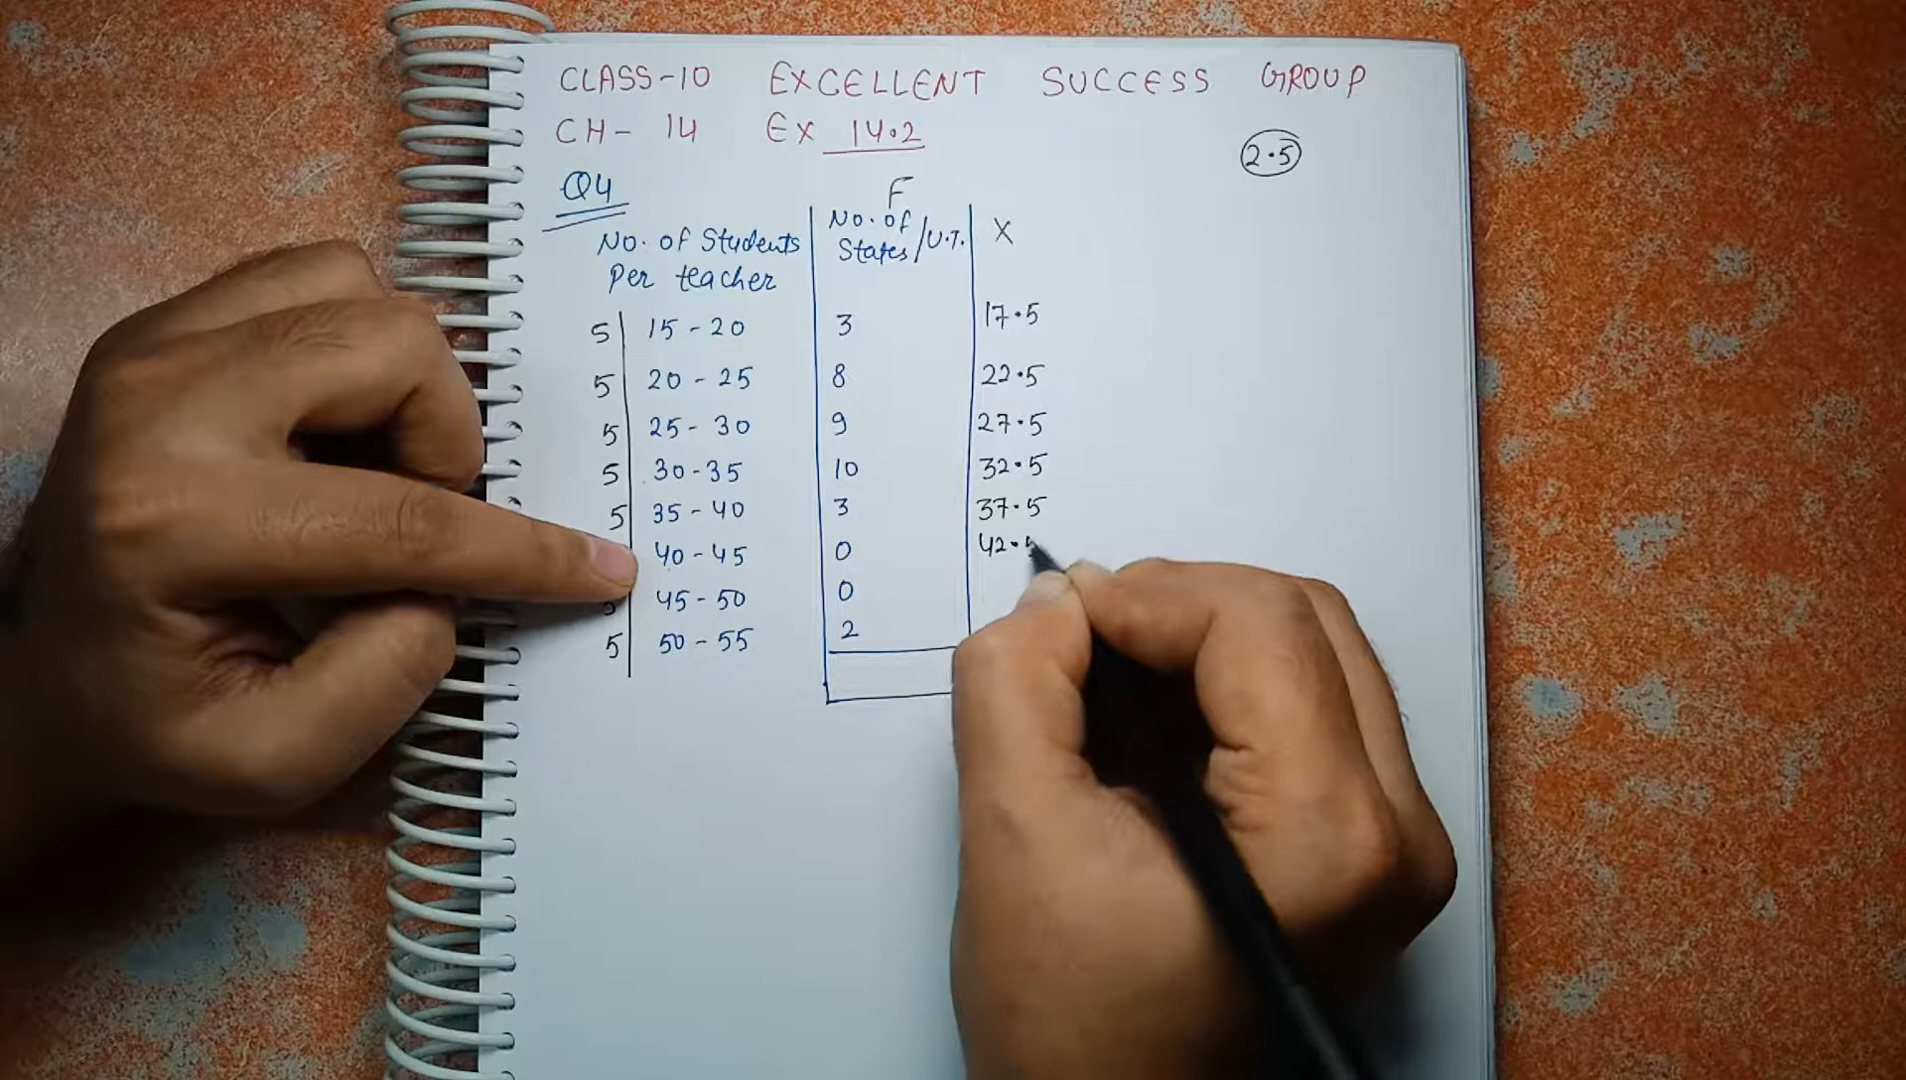 CLASS-10 EXCELLENT SUCCESS GROUP
CH- 14 EX 14.2
2.5
Q4
F
No. of Students Per teacher
No. of States/U.T.
X
5 15-20 3 17.5
5 20-25 8 22.5
5 25-30 9 27.5
5 30-35 10 32.5
5 35-40 3 37.5
40-45 0 42.
45-50 0
5 50-55 2